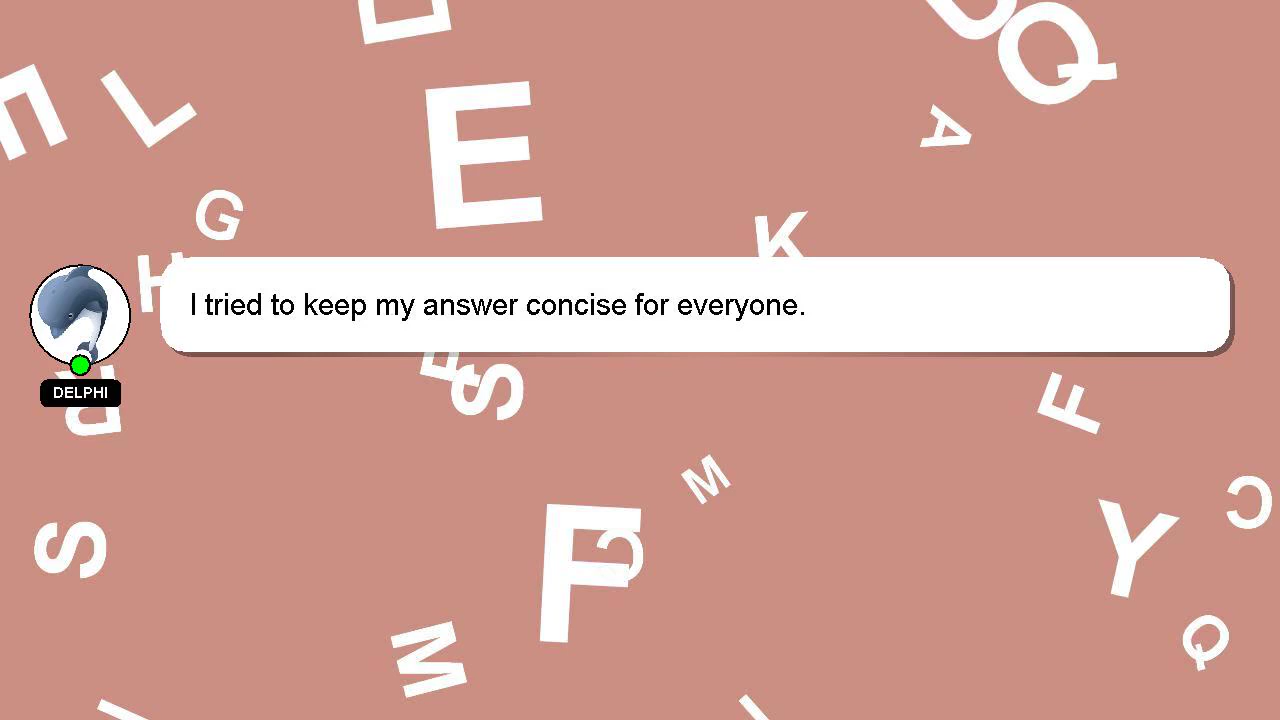 I tried to keep my answer concise for everyone.
DELPHI
E
L
E
Q
A
G
K
H
F
S
R
F
M
C
S
F
G
Y
Q
M